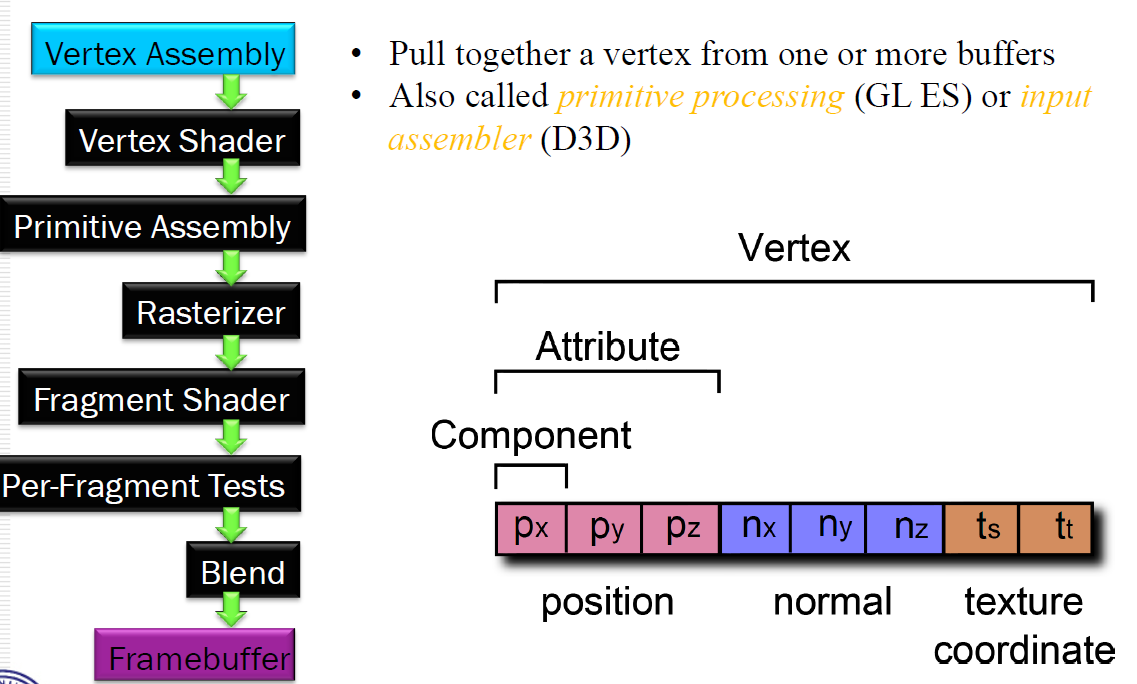 Vertex Assembly
Vertex Shader
Primitive Assembly
Rasterizer
Fragment Shader
Per-Fragment Tests
Blend
Framebuffer
• Pull together a vertex from one or more buffers
• Also called primitive processing (GL ES) or input
assembler (D3D)
Vertex
Attribute
Component
px py pz nx ny nz ts tt
position normal texture
coordinate